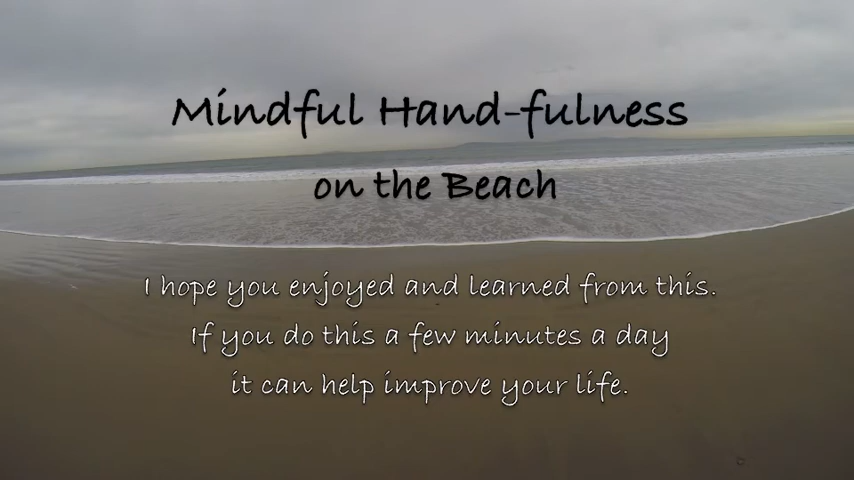 Mindful Hand-fulness
on the Beach
I hope you enjoyed and learned from this.
If you do this a few minutes a day
it can help improve your life.